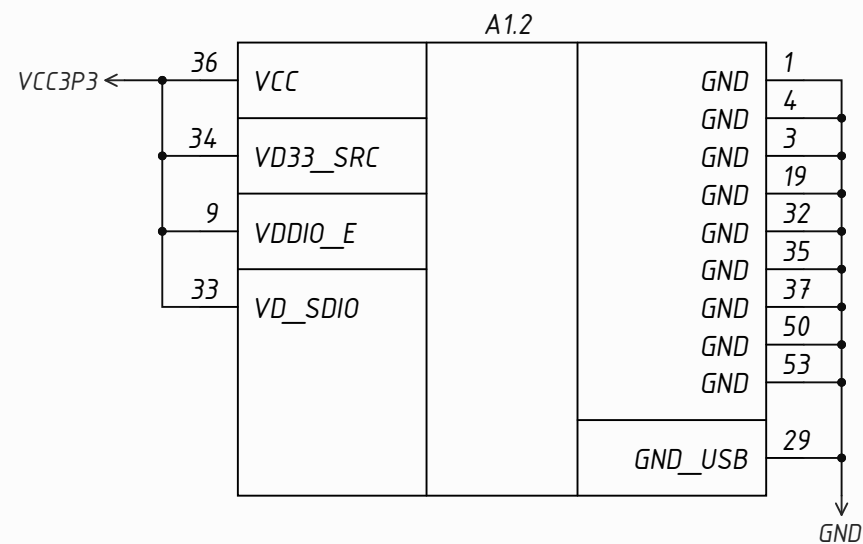 A1.2
VCC3P3
36 VCC
34 VD33_SRC
9 VDDIO_E
33 VD_SDIO
GND 1
GND 4
GND 3
GND 19
GND 32
GND 35
GND 37
GND 50
GND 53
GND_USB 29
GND